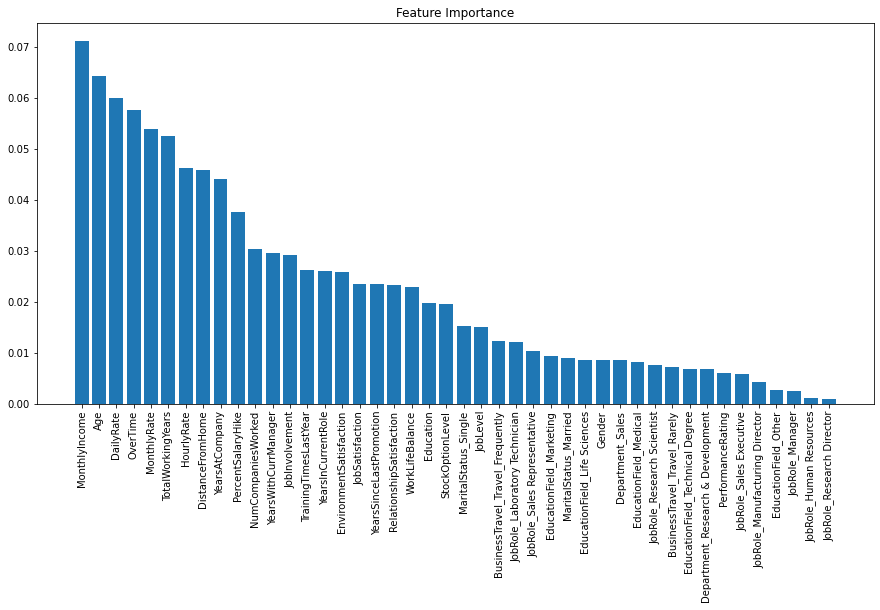 Feature Importance
0.07
0.06
0.05
0.04
0.03
0.02
0.01
0.00
MonthlyIncome
Age
DailyRate
OverTime
MonthlyRate
TotalWorkingYears
HourlyRate
DistanceFromHome
YearsAtCompany
PercentSalaryHike
NumCompaniesWorked
YearsWithCurrManager
JobInvolvement
TrainingTimesLastYear
YearsInCurrentRole
EnvironmentSatisfaction
JobSatisfaction
YearsSinceLastPromotion
RelationshipSatisfaction
WorkLifeBalance
Education
StockOptionLevel
MaritalStatus_Single
JobLevel
BusinessTravel_Travel_Frequently
JobRole_Laboratory Technician
JobRole_Sales Representative
EducationField_Marketing
MaritalStatus_Married
EducationField_Life Sciences
Gender
Department_Sales
EducationField_Medical
JobRole_Research Scientist
BusinessTravel_Travel_Rarely
EducationField_Technical Degree
Department_Research & Development
PerformanceRating
JobRole_Sales Executive
JobRole_Manufacturing Director
EducationField_Other
JobRole_Manager
JobRole_Human Resources
JobRole_Research Director